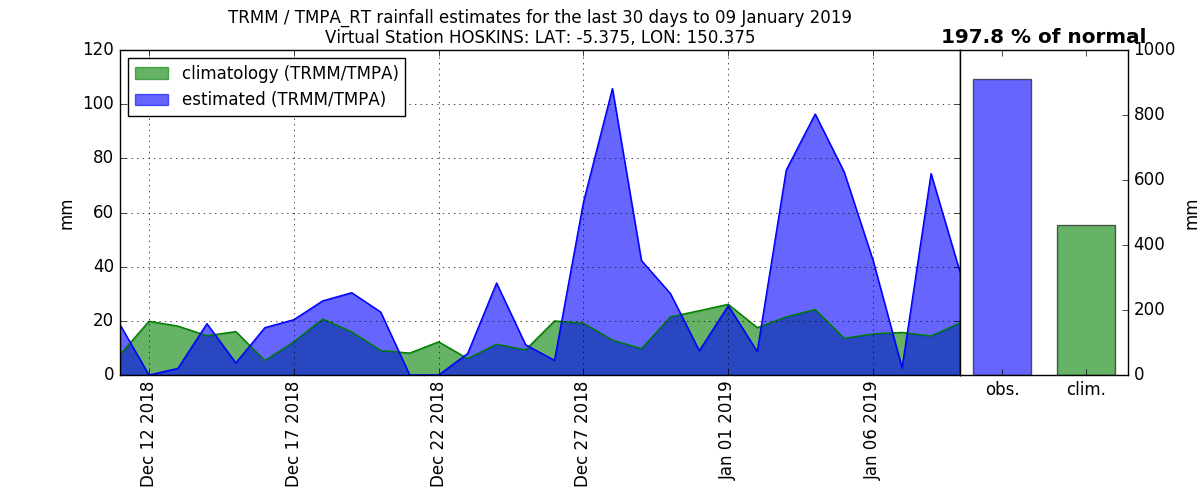 TRMM / TMPA_RT rainfall estimates for the last 30 days to 09 January 2019
Virtual Station HOSKINS: LAT: -5.375, LON: 150.375
197.8 % of normal
climatology (TRMM/TMPA)
estimated (TRMM/TMPA)
mm
120
100
80
60
40
20
0
Dec 12 2018
Dec 17 2018
Dec 22 2018
Dec 27 2018
Jan 01 2019
Jan 06 2019
obs.
clim.
1000
800
600
400
200
0
mm